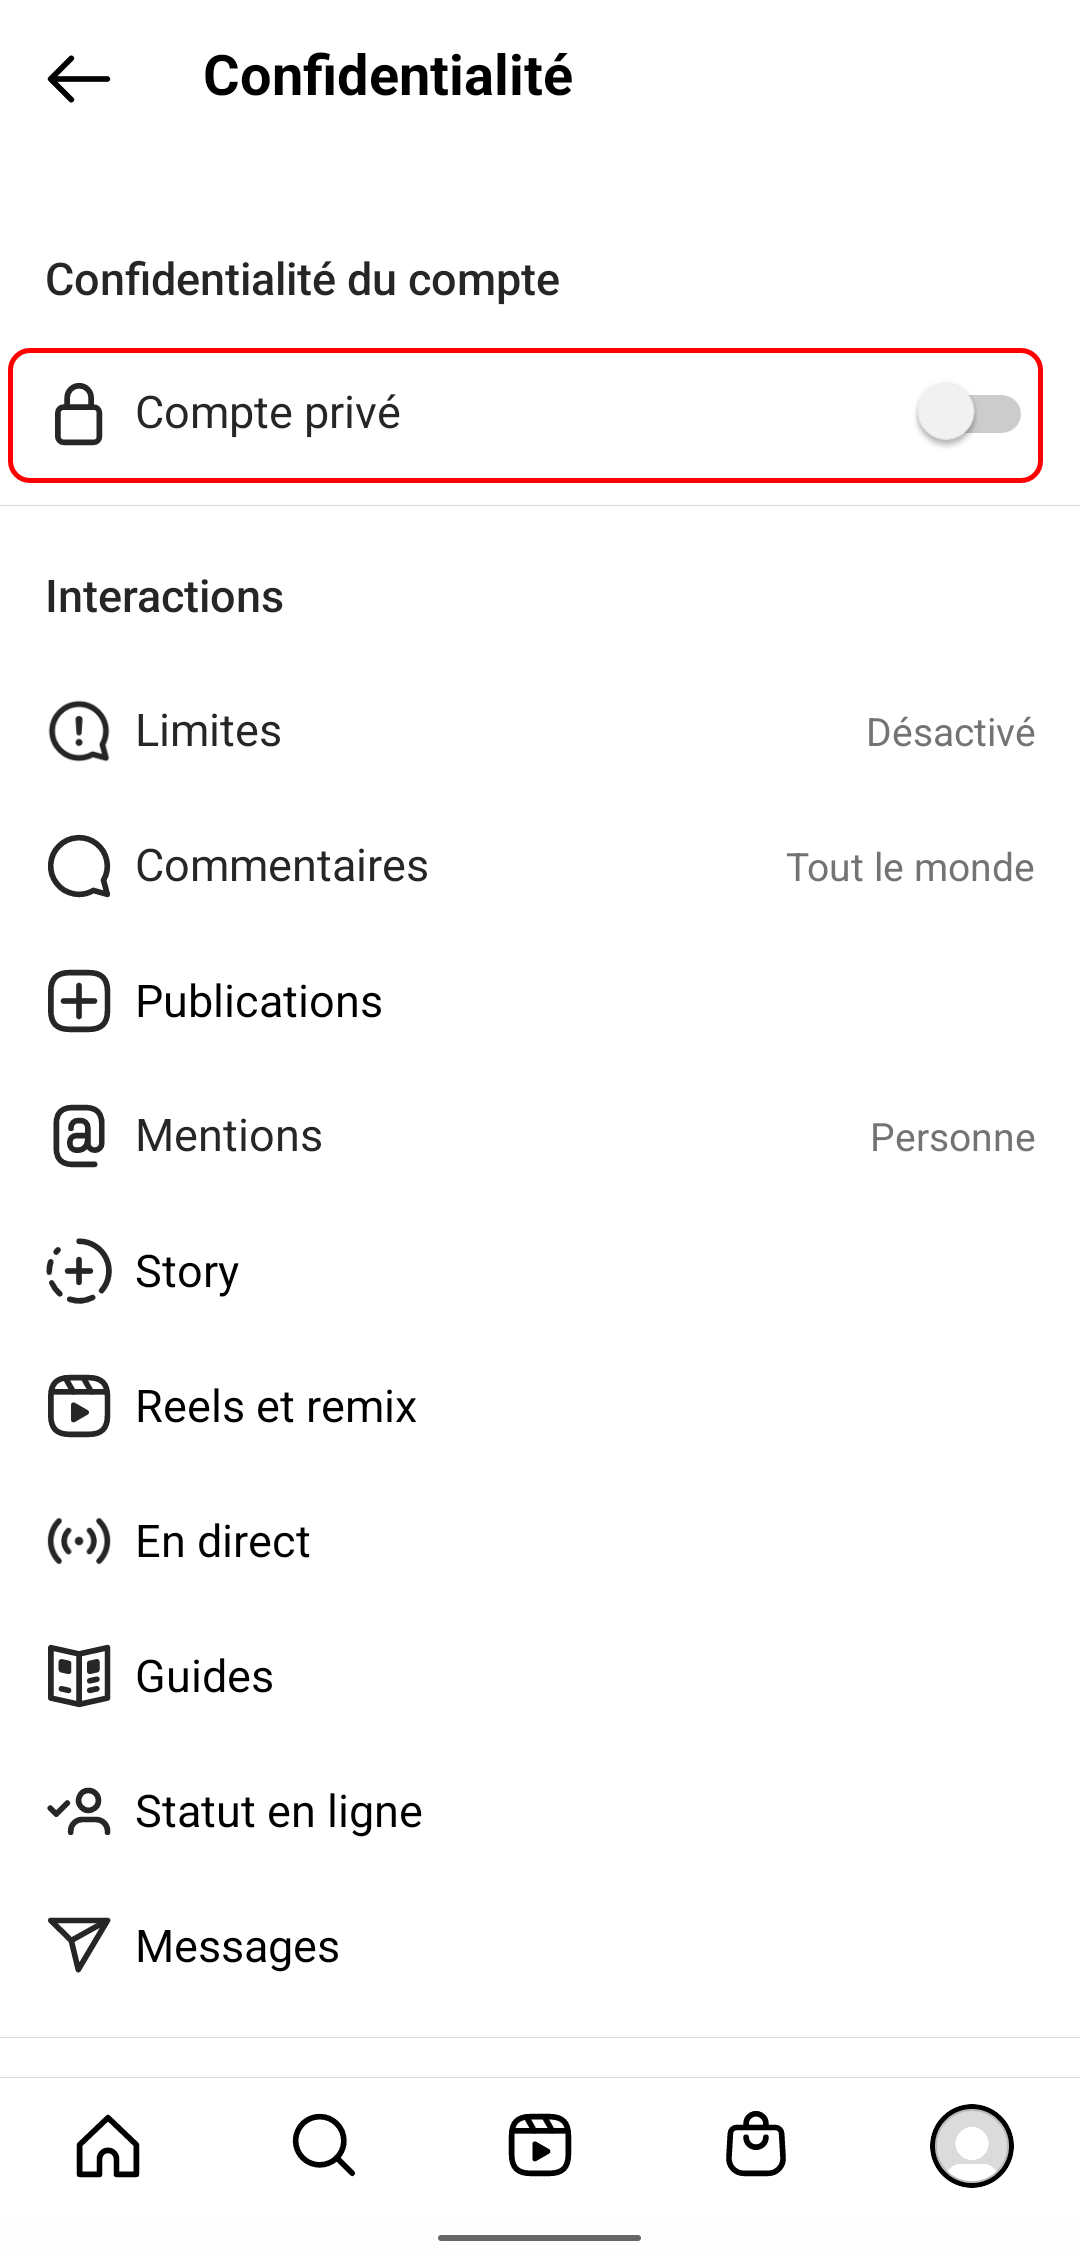 Confidentialité
Confidentialité du compte
Compte privé
Interactions
Limites Désactivé
Commentaires Tout le monde
Publications
Mentions Personne
Story
Reels et remix
En direct
Guides
Statut en ligne
Messages